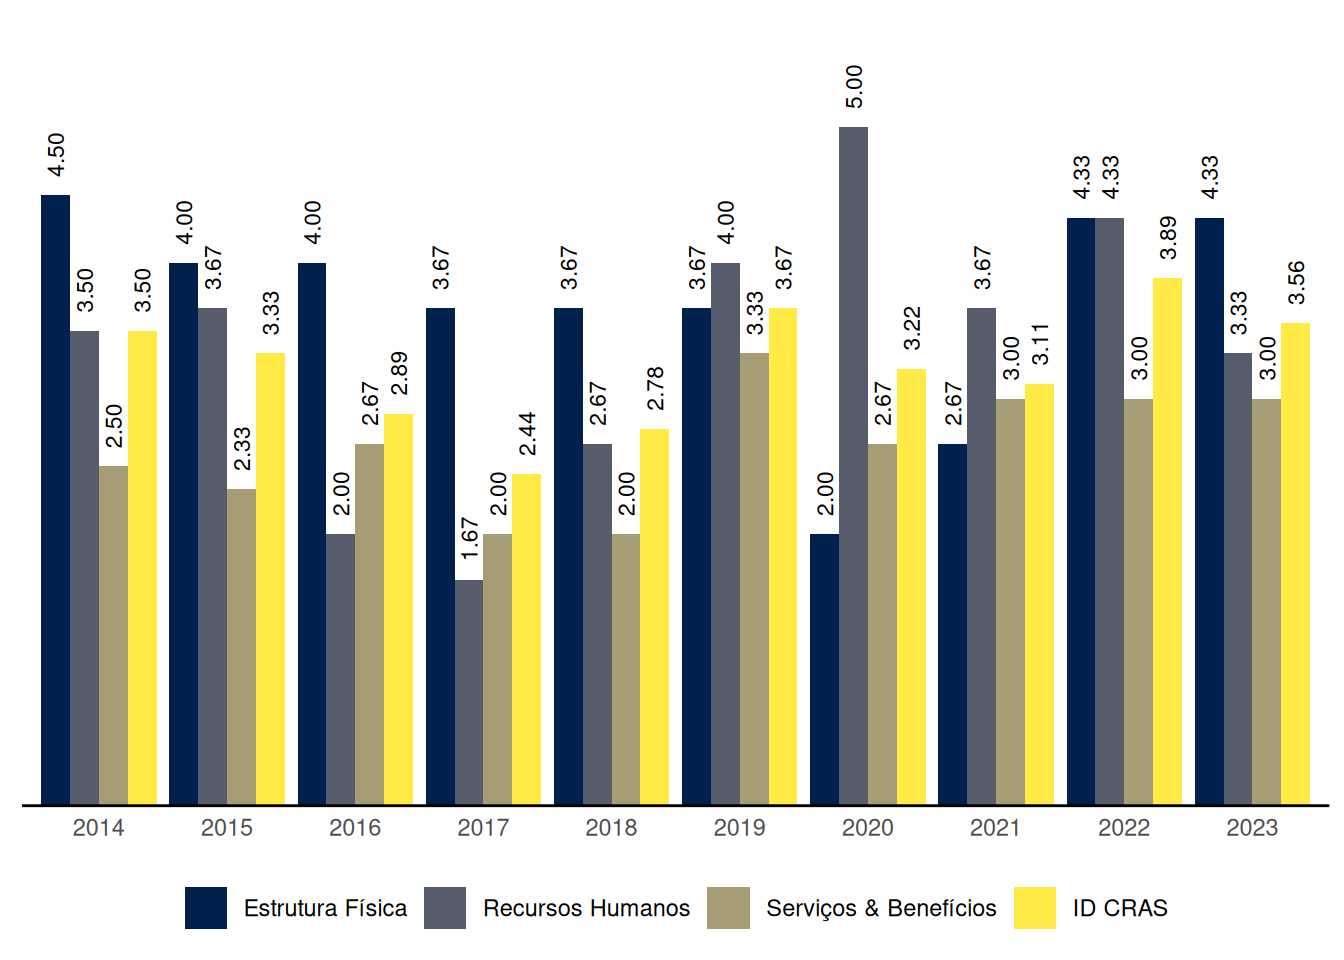 4.50 3.50 2.50 3.50
4.00 3.67 2.33 3.33
4.00 2.00 2.67 2.89
3.67 1.67 2.00 2.44
3.67 2.67 2.00 2.78
3.67 4.00 3.33 3.67
2.00 5.00 2.67 3.22
2.67 3.67 3.00 3.11
4.33 4.33 3.00 3.89
4.33 3.33 3.00 3.56
2014 2015 2016 2017 2018 2019 2020 2021 2022 2023
Estrutura Física Recursos Humanos Serviços & Benefícios ID CRAS